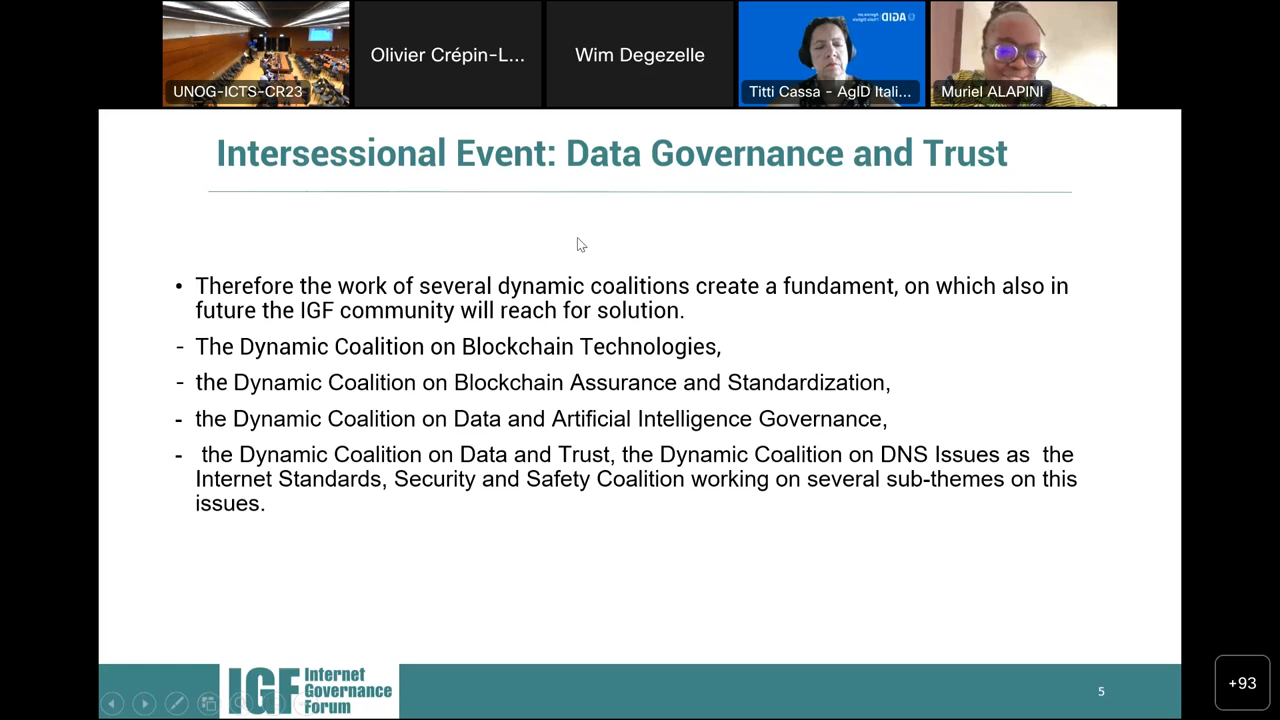 UNOG-ICTS-CR23
Olivier Crépin-L...
Wim Degezelle
AGID
Titti Cassa - AgID Itali...
Muriel ALAPINI
Intersessional Event: Data Governance and Trust
• Therefore the work of several dynamic coalitions create a fundament, on which also in
future the IGF community will reach for solution.
- The Dynamic Coalition on Blockchain Technologies,
- the Dynamic Coalition on Blockchain Assurance and Standardization,
- the Dynamic Coalition on Data and Artificial Intelligence Governance,
- the Dynamic Coalition on Data and Trust, the Dynamic Coalition on DNS Issues as the
Internet Standards, Security and Safety Coalition working on several sub-themes on this
issues.
IGF
Internet
Governance
Forum
5
+93